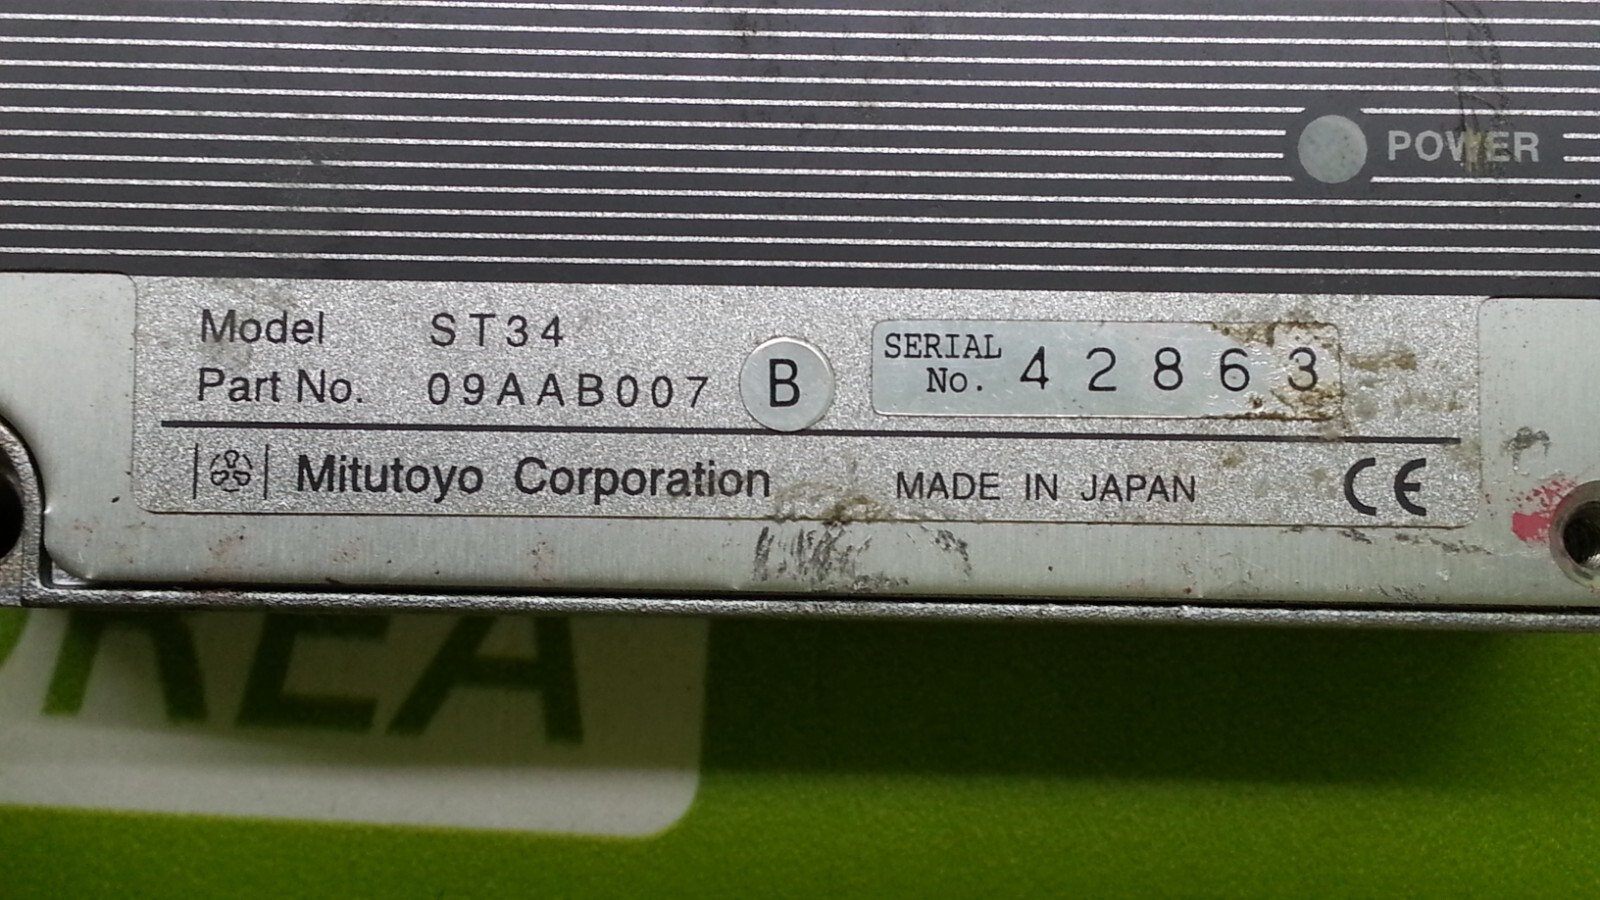 POWER
Model ST34
Part No. 09AAB007 B
SERIAL No. 42863
Mitutoyo Corporation MADE IN JAPAN CE